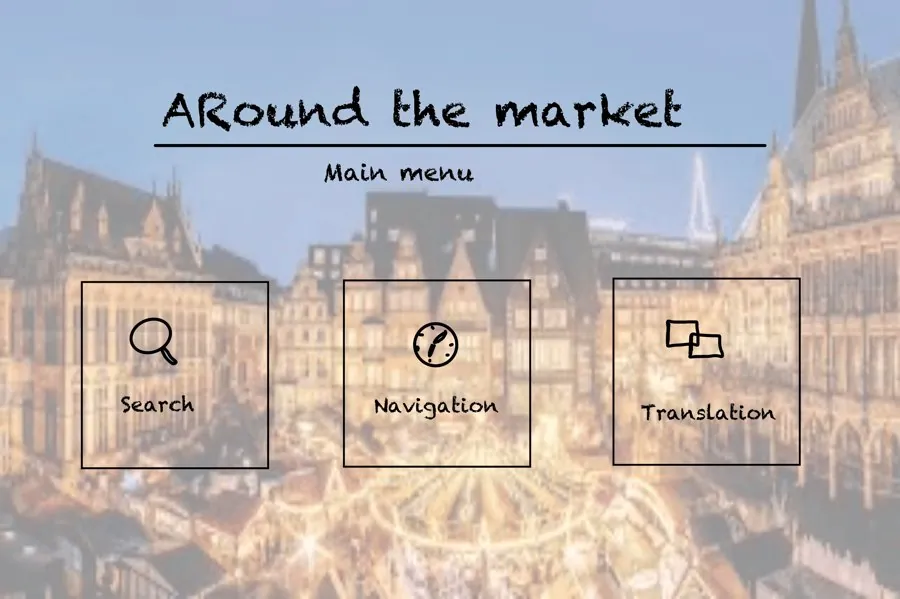 ARound the market
Main menu
Search
Navigation
Translation